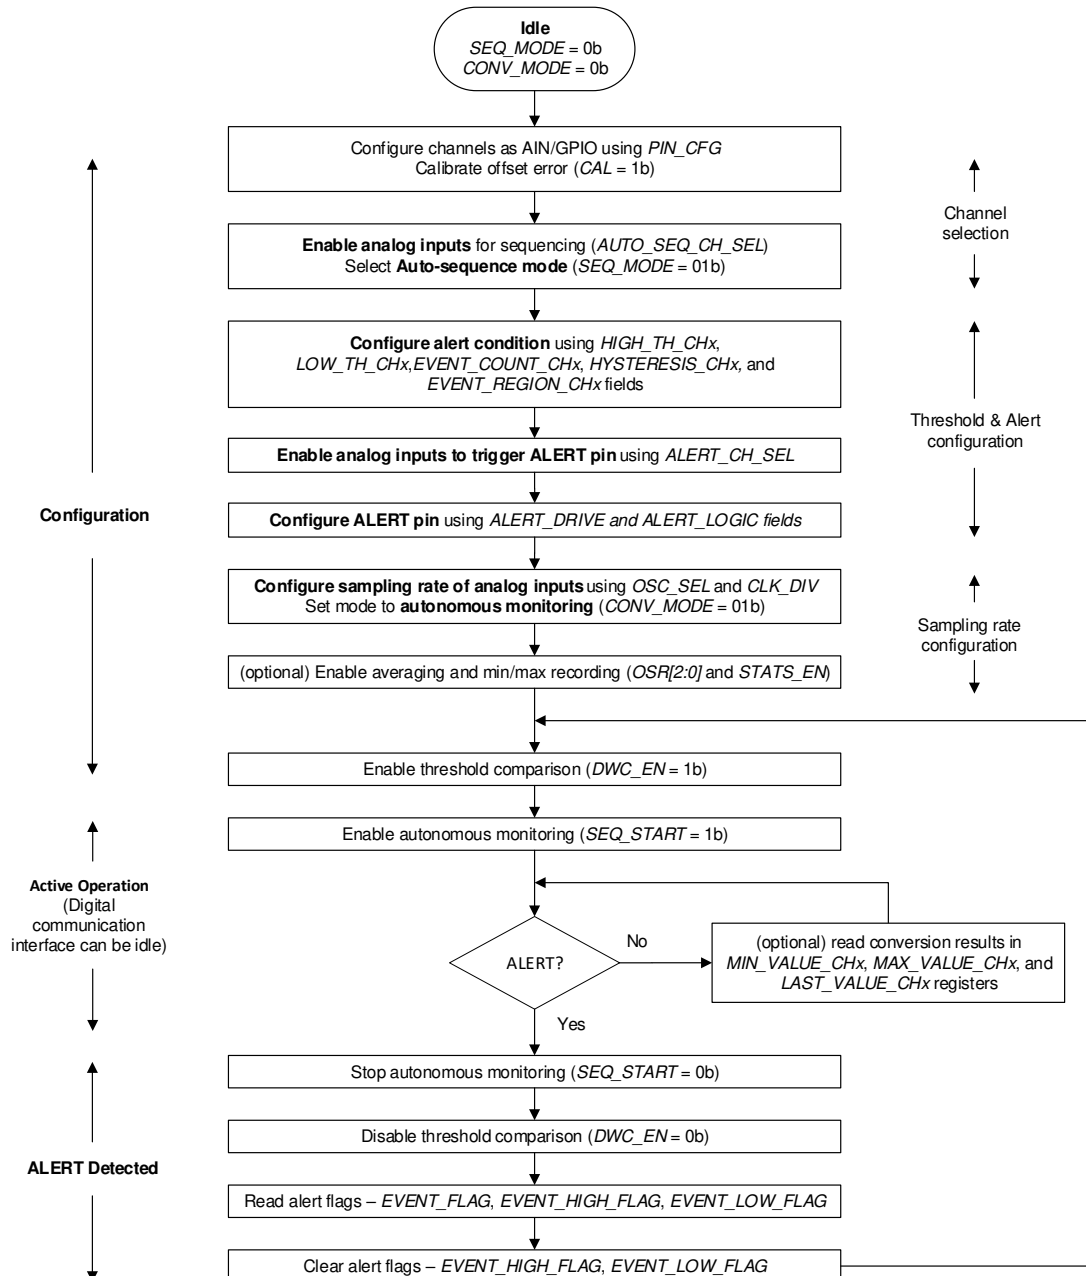 Idle
SEQ_MODE = 0b
CONV_MODE = 0b
Configure channels as AIN/GPIO using PIN_CFG
Calibrate offset error (CAL = 1b)
Channel
selection
Enable analog inputs for sequencing (AUTO_SEQ_CH_SEL)
Select Auto-sequence mode (SEQ_MODE = 01b)
Configure alert condition using HIGH_TH_CHx,
LOW_TH_CHx,EVENT_COUNT_CHx, HYSTERESIS_CHx, and
EVENT_REGION_CHx fields
Threshold & Alert
configuration
Enable analog inputs to trigger ALERT pin using ALERT_CH_SEL
Configuration
Configure ALERT pin using ALERT_DRIVE and ALERT_LOGIC fields
Configure sampling rate of analog inputs using OSC_SEL and CLK_DIV
Set mode to autonomous monitoring (CONV_MODE = 01b)
Sampling rate
configuration
(optional) Enable averaging and min/max recording (OSR[2:0] and STATS_EN)
Enable threshold comparison (DWC_EN = 1b)
Enable autonomous monitoring (SEQ_START = 1b)
Active Operation
(Digital
communication
interface can be idle)
ALERT?
No
(optional) read conversion results in
MIN_VALUE_CHx, MAX_VALUE_CHx, and
LAST_VALUE_CHx registers
Yes
Stop autonomous monitoring (SEQ_START = 0b)
Disable threshold comparison (DWC_EN = 0b)
ALERT Detected
Read alert flags – EVENT_FLAG, EVENT_HIGH_FLAG, EVENT_LOW_FLAG
Clear alert flags – EVENT_HIGH_FLAG, EVENT_LOW_FLAG